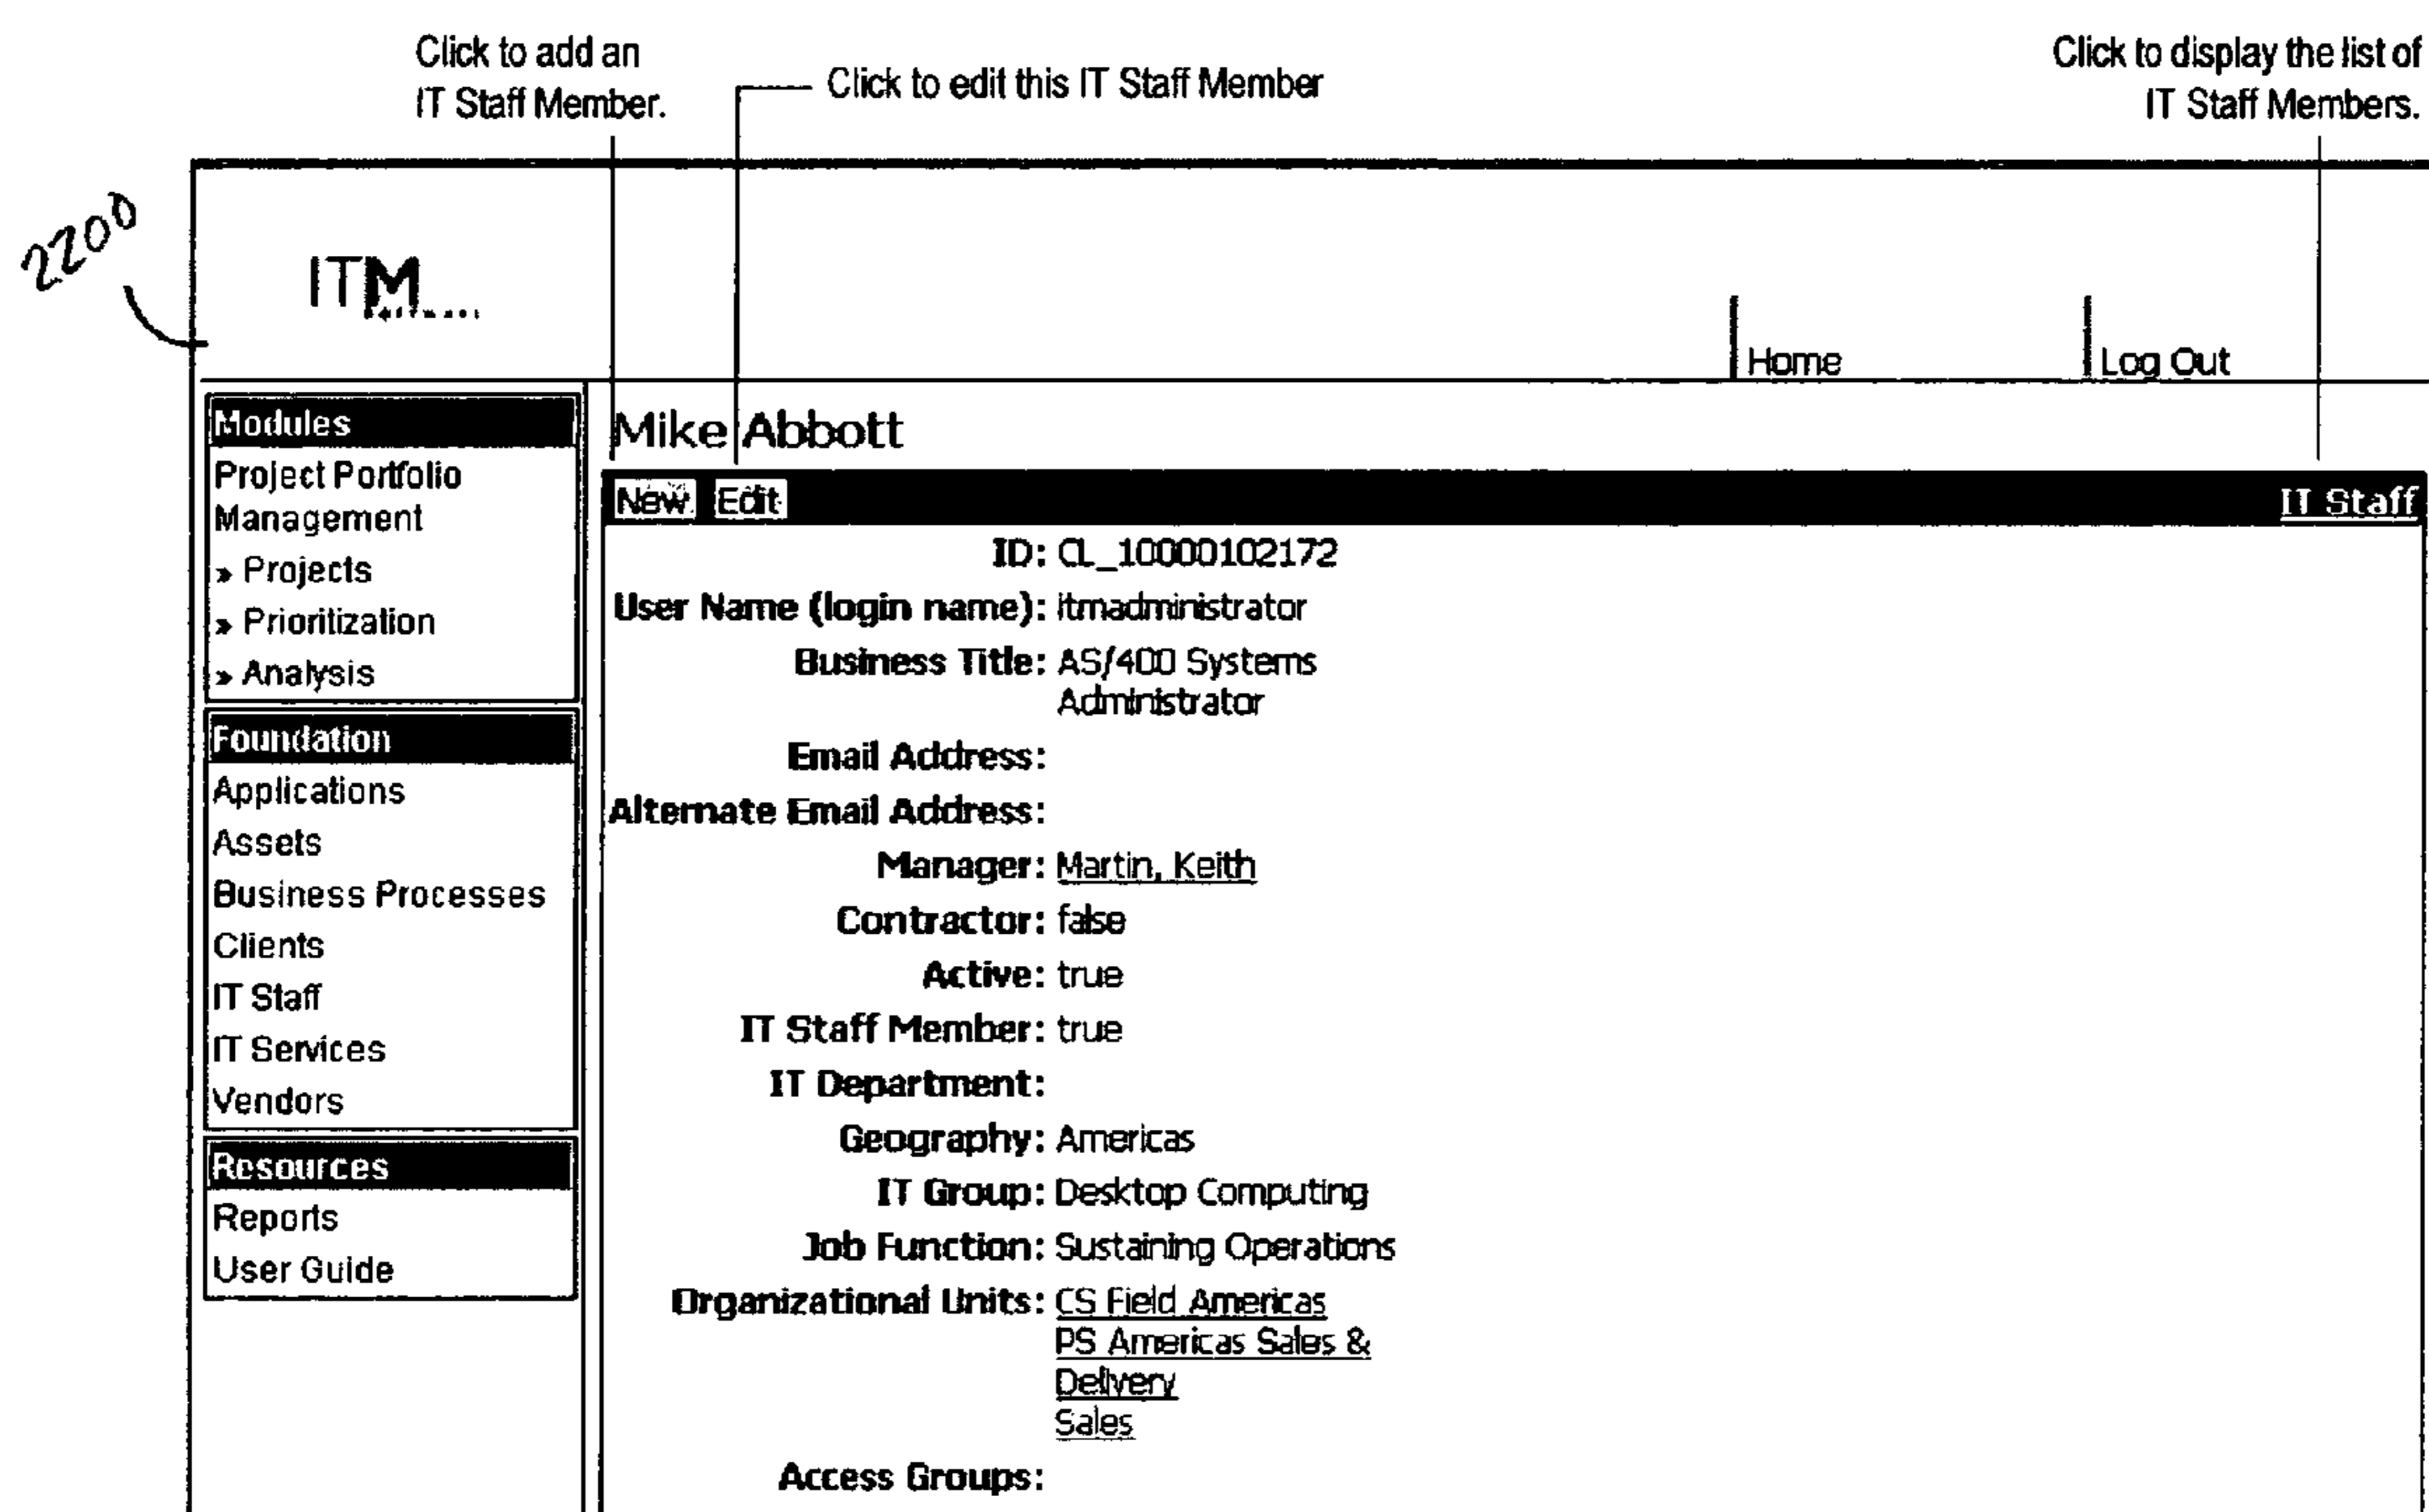 Click to add an
IT Staff Member.
Click to edit this IT Staff Member
Click to display the list of
IT Staff Members.
2200
ITM
software
Home
Log Out
Modules
Project Portfolio
Management
» Projects
» Prioritization
» Analysis
Foundation
Applications
Assets
Business Processes
Clients
IT Staff
IT Services
Vendors
Resources
Reports
User Guide
Mike Abbott
New Edit
IT Staff
ID: CL_10000102172
User Name (login name): itmadministrator
Business Title: AS/400 Systems
Administrator
Email Address:
Alternate Email Address:
Manager: Martin, Keith
Contractor: false
Active: true
IT Staff Member: true
IT Department:
Geography: Americas
IT Group: Desktop Computing
Job Function: Sustaining Operations
Organizational Units: CS Field Americas
PS Americas Sales &
Delivery
Sales
Access Groups: